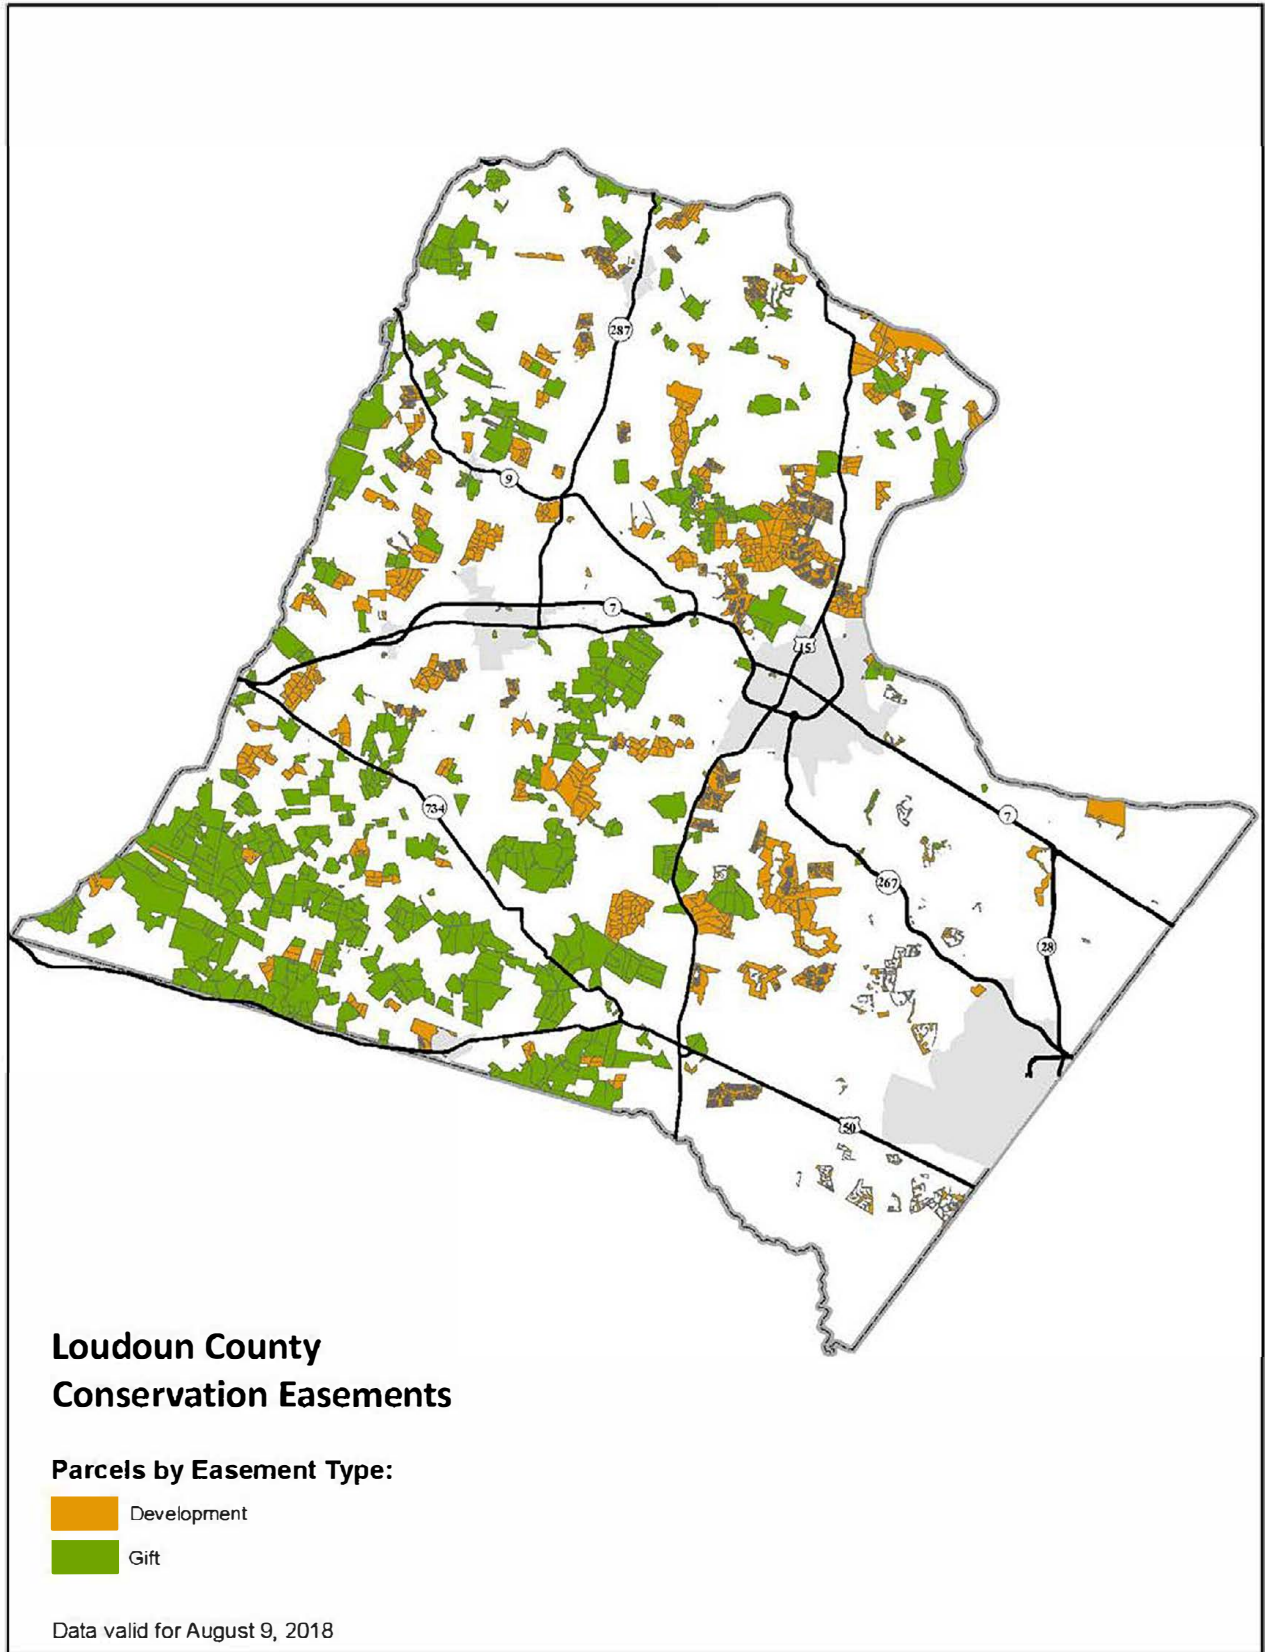 287
9
7
15
734
7
267
28
50
Loudoun County
Conservation Easements
Parcels by Easement Type:
Development
Gift
Data valid for August 9, 2018